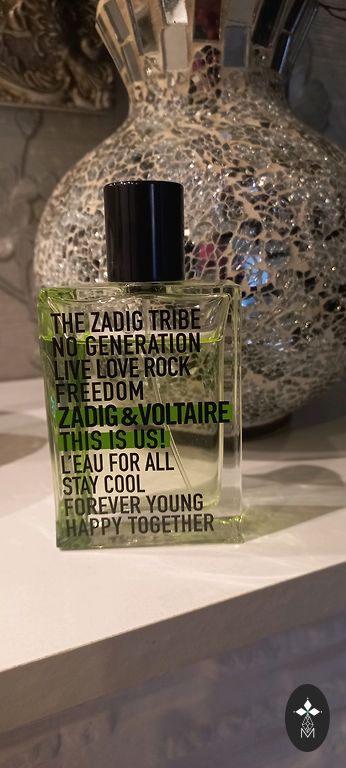 THE ZADIG TRIBE
NO GENERATION
LIVE LOVE ROCK
FREEDOM
ZADIG & VOLTAIRE
THIS IS US!
L'EAU FOR ALL
STAY COOL
FOREVER YOUNG
HAPPY TOGETHER